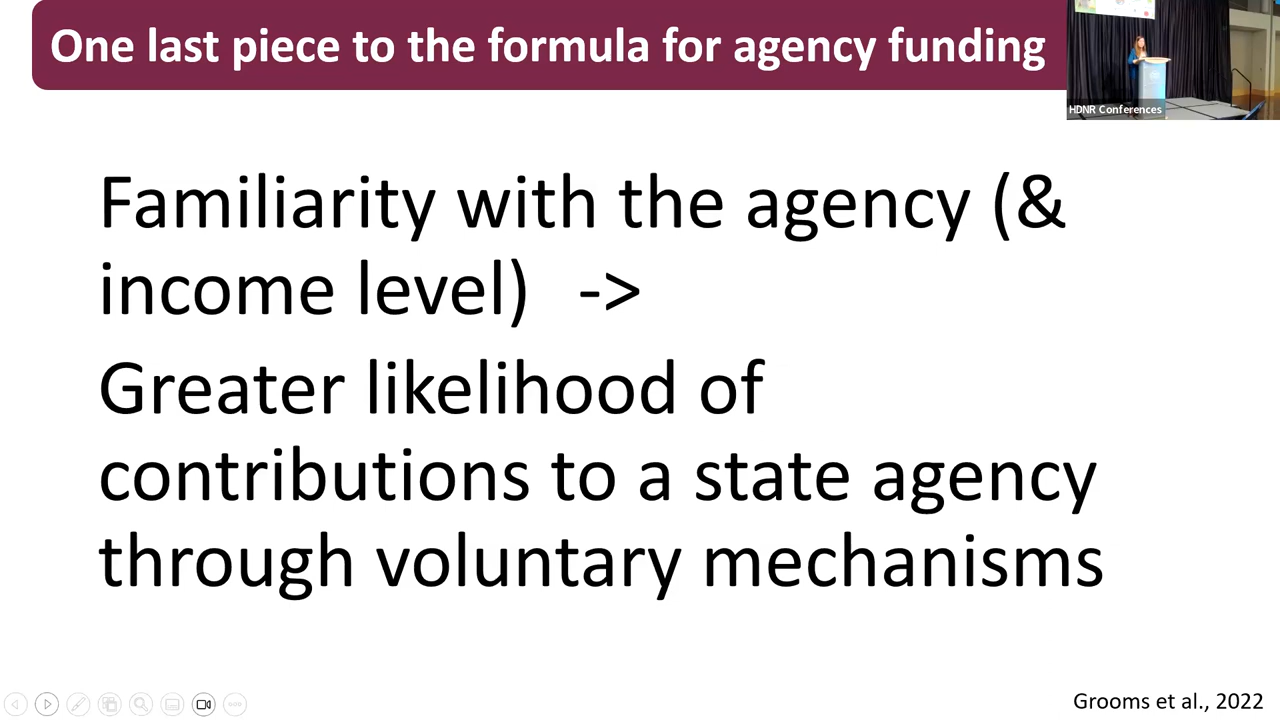 One last piece to the formula for agency funding
HDNR Conferences
Familiarity with the agency (&
income level) ->
Greater likelihood of
contributions to a state agency
through voluntary mechanisms
Grooms et al., 2022